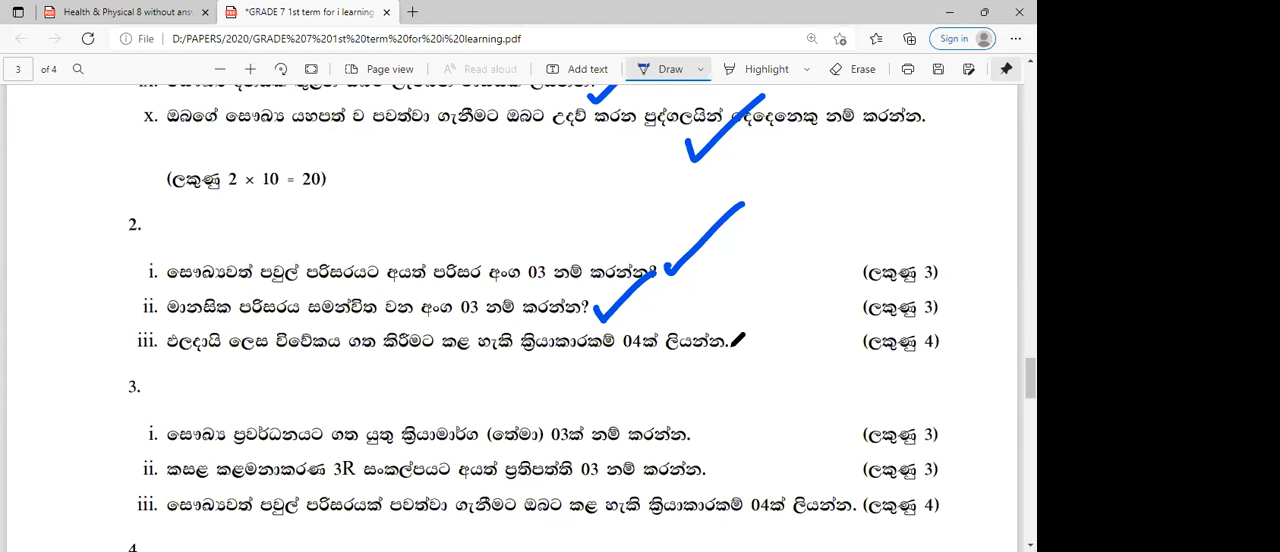 Health & Physical 8 without ans
*GRADE 7 1st term for i learning
File D:/PAPERS/2020/GRADE%207%201st%20term%20for%20i%20learning.pdf
Sign in
3 of 4
Page view
Read aloud
Add text
Draw
Highlight
Erase
x. ඔබගේ සෞඛ්‍ය යහපත් ව පවත්වා ගැනීමට ඔබට උදව් කරන පුද්ගලයින් දෙදෙනෙකු නම් කරන්න.
(ලකුණු 2 × 10 = 20)
2.
i. සෞඛ්‍යවත් පවුල් පරිසරයට අයත් පරිසර අංග 03 නම් කරන්න? (ලකුණු 3)
ii. මානසික පරිසරය සමන්විත වන අංග 03 නම් කරන්න? (ලකුණු 3)
iii. ඵලදායි ලෙස විවේකය ගත කිරීමට කළ හැකි ක්‍රියාකාරකම් 04ක් ලියන්න. (ලකුණු 4)
3.
i. සෞඛ්‍ය ප්‍රවර්ධනයට ගත යුතු ක්‍රියාමාර්ග (තේමා) 03ක් නම් කරන්න. (ලකුණු 3)
ii. කසළ කළමනාකරණ 3R සංකල්පයට අයත් ප්‍රතිපත්ති 03 නම් කරන්න. (ලකුණු 3)
iii. සෞඛ්‍යවත් පවුල් පරිසරයක් පවත්වා ගැනීමට ඔබට කළ හැකි ක්‍රියාකාරකම් 04ක් ලියන්න. (ලකුණු 4)